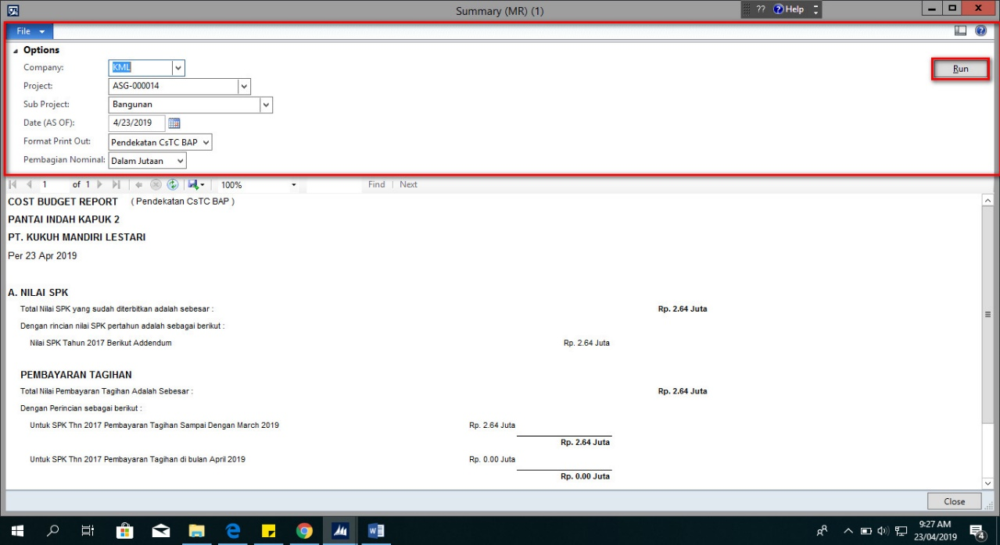 Summary (MR) (1)
?? Help
File
Options
Company: KML
Run
Project: ASG-000014
Sub Project: Bangunan
Date (AS OF): 4/23/2019
Format Print Out: Pendekatan CsTC BAP
Pembagian Nominal: Dalam Jutaan
1 of 1 100% Find Next
COST BUDGET REPORT ( Pendekatan CsTC BAP )
PANTAI INDAH KAPUK 2
PT. KUKUH MANDIRI LESTARI
Per 23 Apr 2019
A. NILAI SPK
Total Nilai SPK yang sudah diterbitkan adalah sebesar : Rp. 2.64 Juta
Dengan rincian nilai SPK pertahun adalah sebagai berikut :
Nilai SPK Tahun 2017 Berikut Addendum Rp. 2.64 Juta
PEMBAYARAN TAGIHAN
Total Nilai Pembayaran Tagihan Adalah Sebesar : Rp. 2.64 Juta
Dengan Perincian sebagai berikut :
Untuk SPK Thn 2017 Pembayaran Tagihan Sampai Dengan March 2019 Rp. 2.64 Juta
Rp. 2.64 Juta
Untuk SPK Thn 2017 Pembayaran Tagihan di bulan April 2019 Rp. 0.00 Juta
Rp. 0.00 Juta
Close
9:27 AM
23/04/2019
4